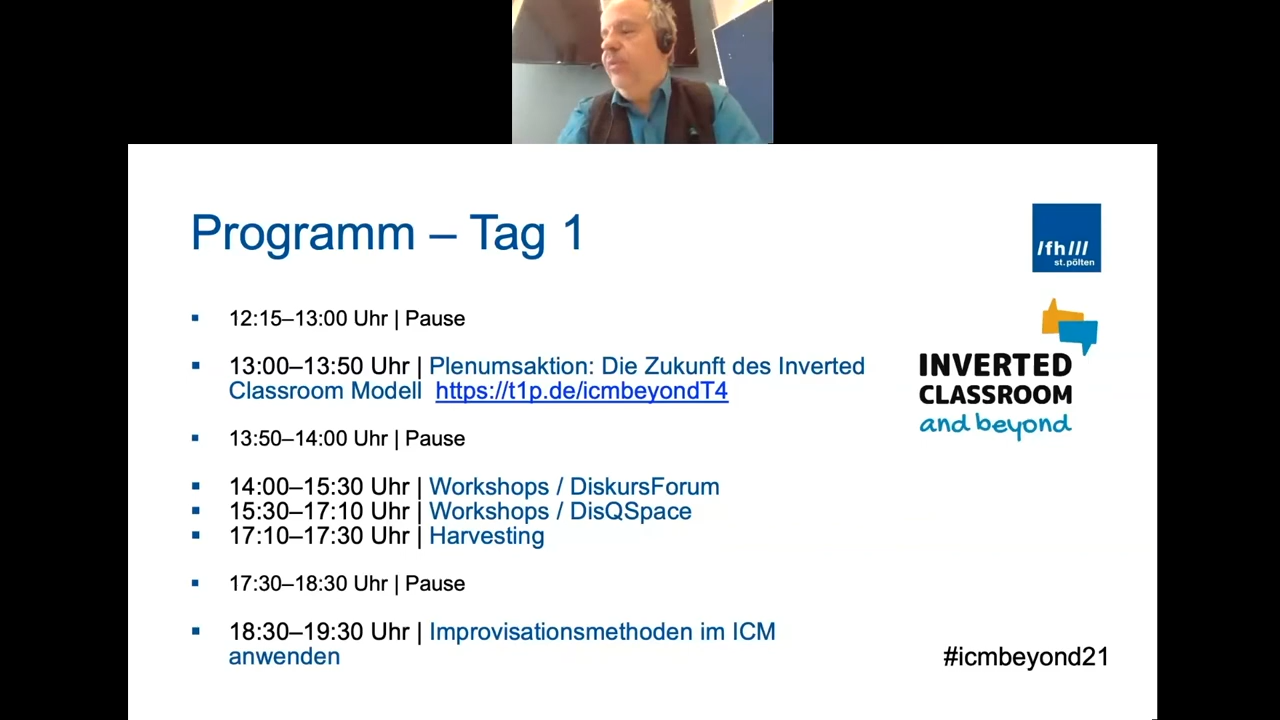 Programm – Tag 1
/fh///
st.pölten
12:15–13:00 Uhr | Pause
13:00–13:50 Uhr | Plenumsaktion: Die Zukunft des Inverted
Classroom Modell https://t1p.de/icmbeyondT4
INVERTED
CLASSROOM
and beyond
13:50–14:00 Uhr | Pause
14:00–15:30 Uhr | Workshops / DiskursForum
15:30–17:10 Uhr | Workshops / DisQSpace
17:10–17:30 Uhr | Harvesting
17:30–18:30 Uhr | Pause
18:30–19:30 Uhr | Improvisationsmethoden im ICM
anwenden
#icmbeyond21